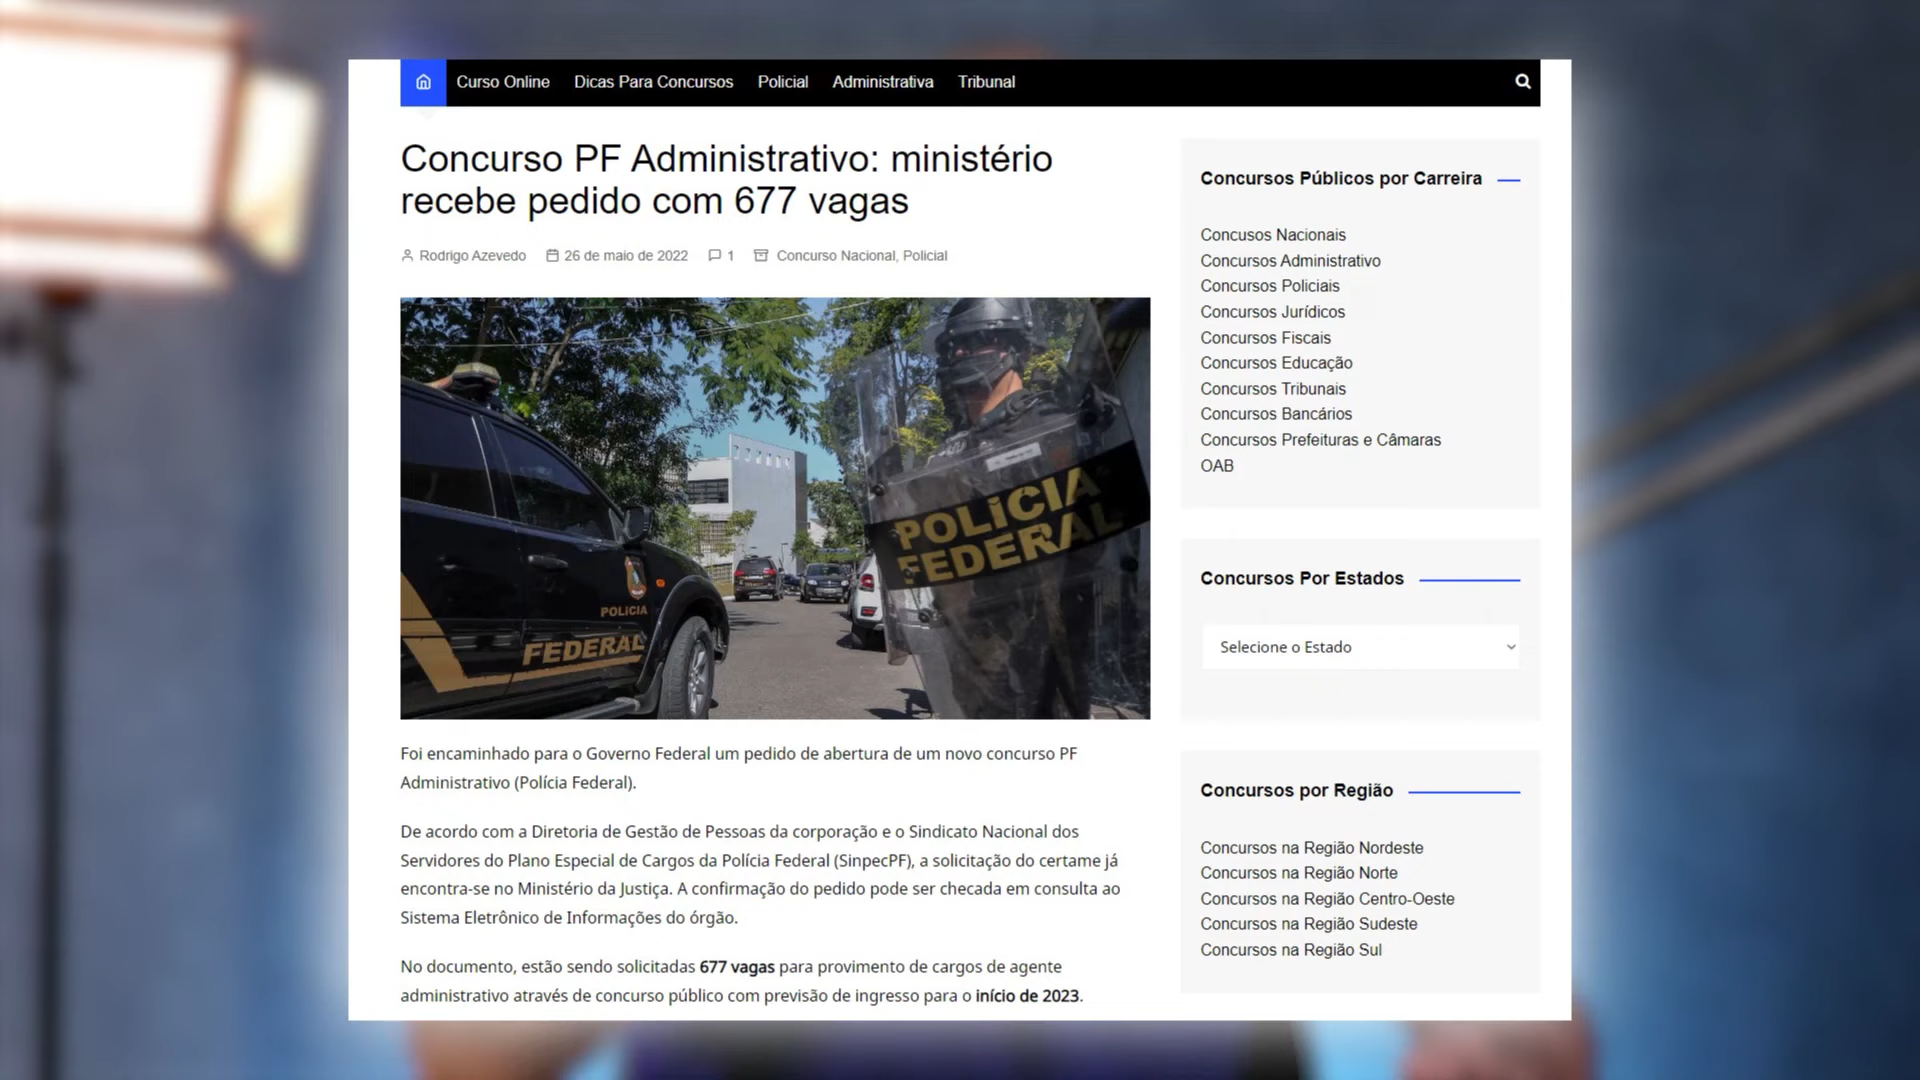 Curso Online Dicas Para Concursos Policial Administrativa Tribunal
Concurso PF Administrativo: ministério
recebe pedido com 677 vagas
Rodrigo Azevedo 26 de maio de 2022 1 Concurso Nacional, Policial
POLÍCIA
FEDERAL
POLÍCIA
FEDERAL
Foi encaminhado para o Governo Federal um pedido de abertura de um novo concurso PF
Administrativo (Polícia Federal).
De acordo com a Diretoria de Gestão de Pessoas da corporação e o Sindicato Nacional dos
Servidores do Plano Especial de Cargos da Polícia Federal (SinpecPF), a solicitação do certame já
encontra-se no Ministério da Justiça. A confirmação do pedido pode ser checada em consulta ao
Sistema Eletrônico de Informações do órgão.
No documento, estão sendo solicitadas 677 vagas para provimento de cargos de agente
administrativo através de concurso público com previsão de ingresso para o início de 2023.
Concursos Públicos por Carreira
Concusos Nacionais
Concursos Administrativo
Concursos Policiais
Concursos Jurídicos
Concursos Fiscais
Concursos Educação
Concursos Tribunais
Concursos Bancários
Concursos Prefeituras e Câmaras
OAB
Concursos Por Estados
Selecione o Estado
Concursos por Região
Concursos na Região Nordeste
Concursos na Região Norte
Concursos na Região Centro-Oeste
Concursos na Região Sudeste
Concursos na Região Sul